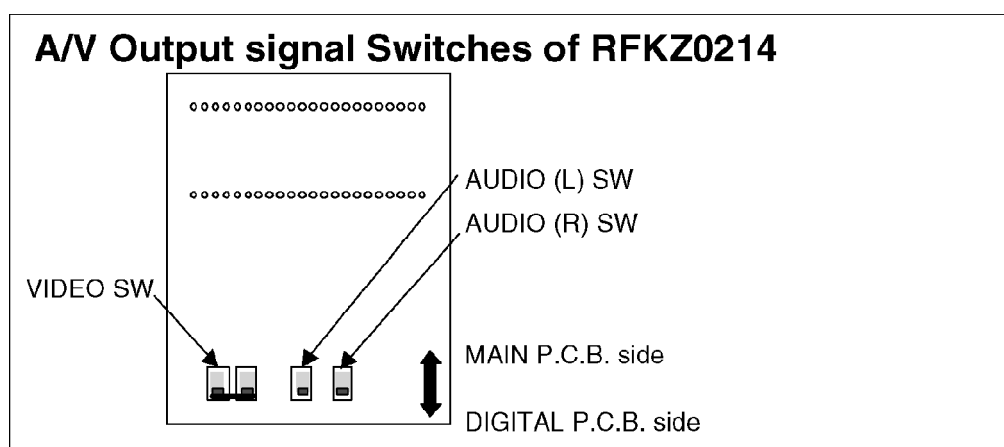 A/V Output signal Switches of RFKZ0214
AUDIO (L) SW
AUDIO (R) SW
VIDEO SW
MAIN P.C.B. side
DIGITAL P.C.B. side